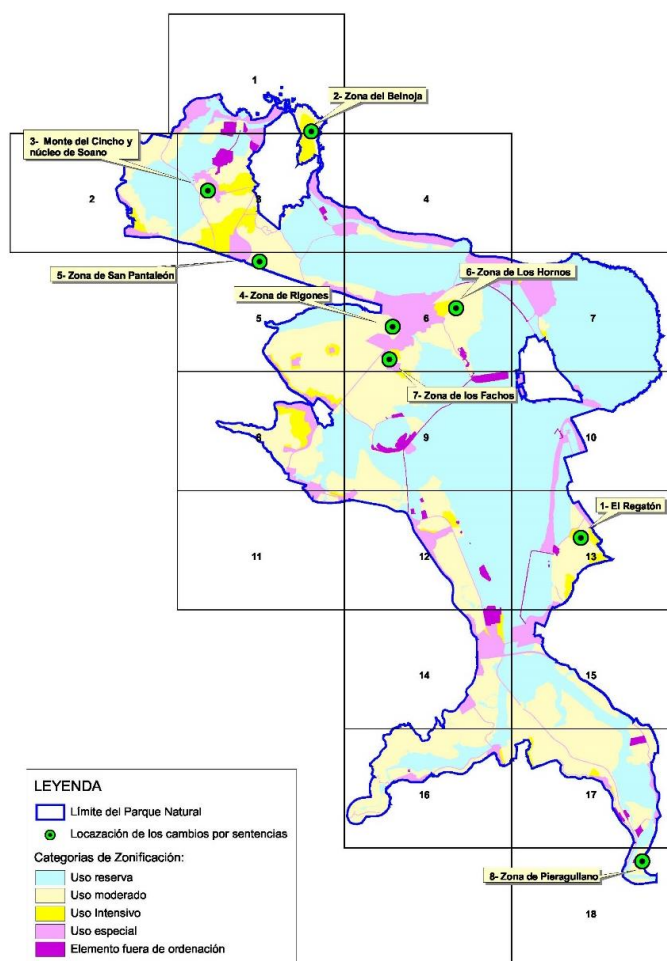 1
2- Zona del Beinoja
3- Monte del Cincho y
núcleo de Soano
2
3
4
5- Zona de San Pantaleón
6- Zona de Los Hornos
4- Zona de Rigones
5
6
7
7- Zona de los Fachos
8
9
10
1- El Regatón
11
12
13
14
15
16
17
8- Zona de Pieragullano
18
LEYENDA
Límite del Parque Natural
Locazación de los cambios por sentencias
Categorias de Zonificación:
Uso reserva
Uso moderado
Uso Intensivo
Uso especial
Elemento fuera de ordenación